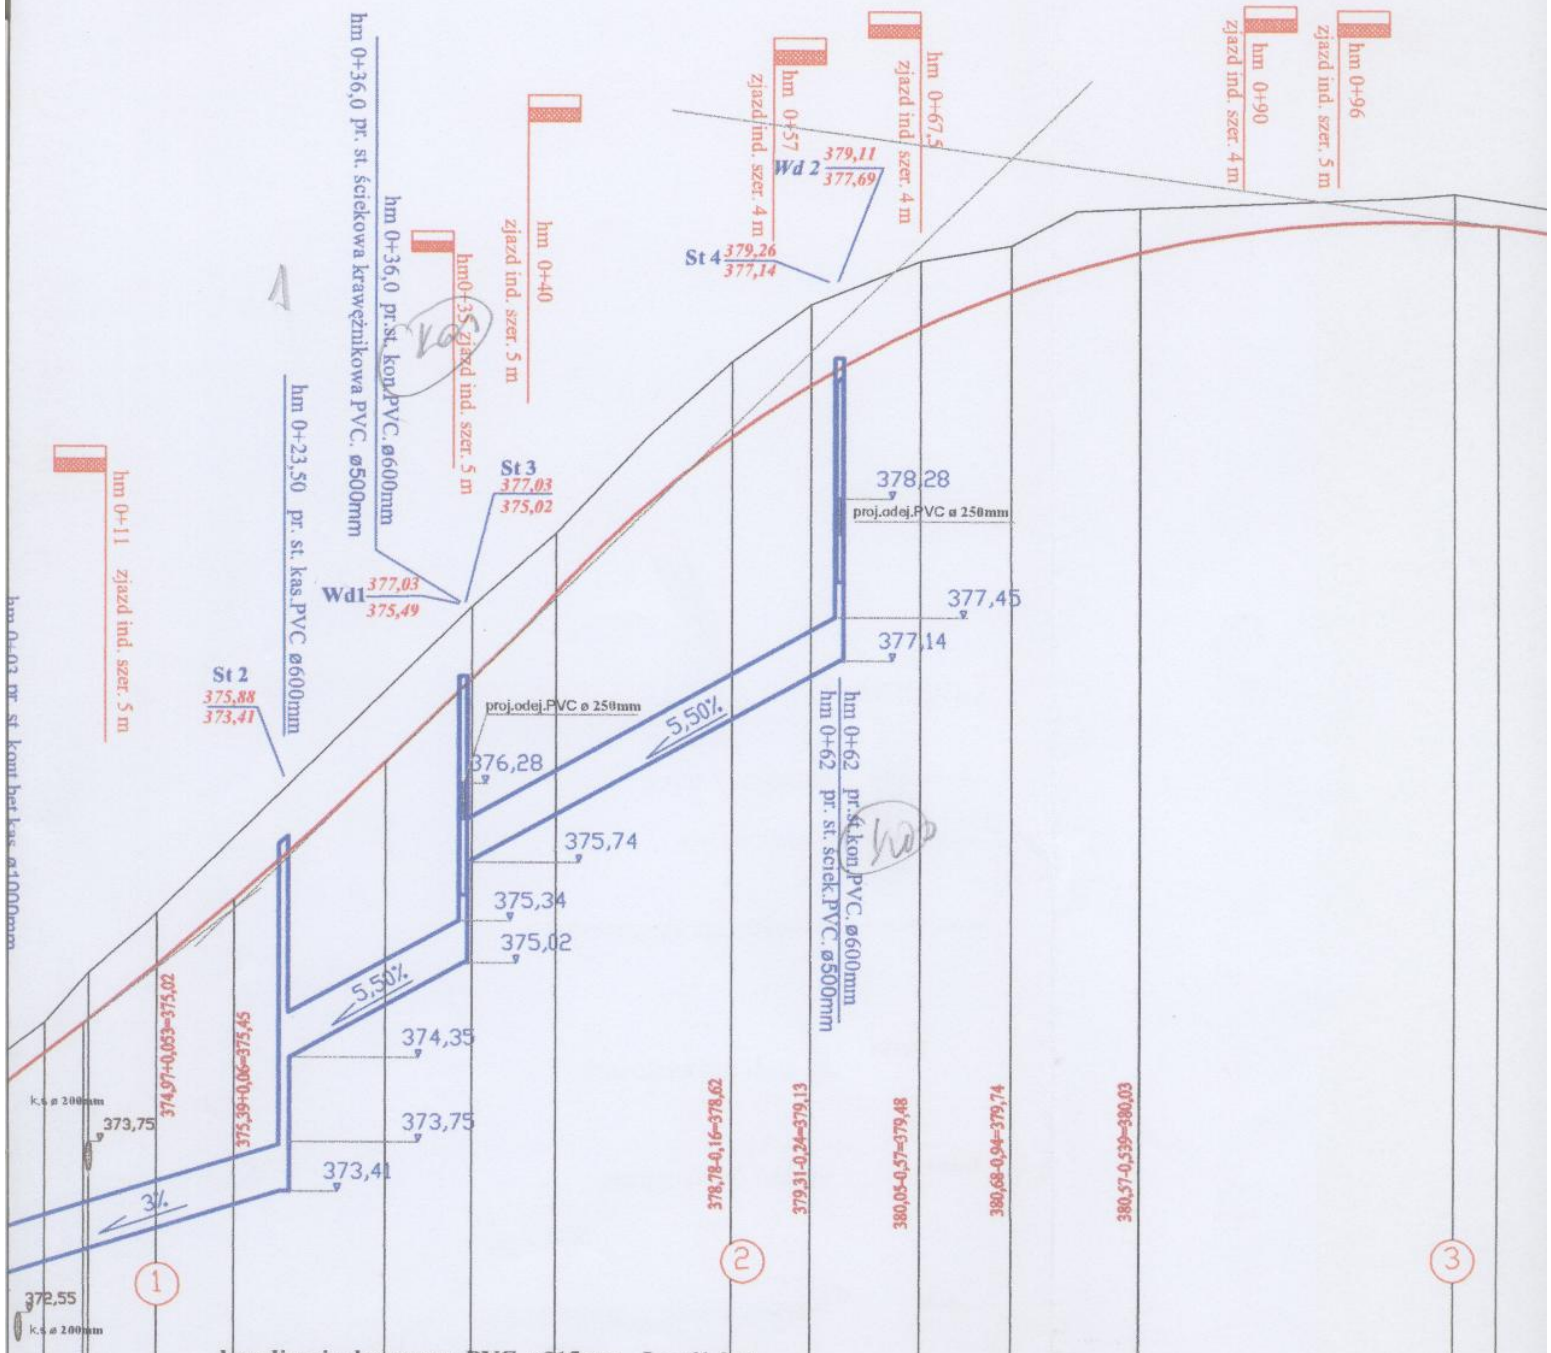 hm 0+36,0 pr. st. ściekowa krawężnikowa PVC. ø500mm
hm 0+36,0 pr.st. kon.PVC. ø600mm
hm 0+40
zjazd ind. szer. 5 m
hm0+35 zjazd ind. szer. 5 m
hm 0+57
zjazd ind. szer. 4 m
hm 0+67,5
zjazd ind. szer. 4 m
hm 0+90
zjazd ind. szer. 4 m
hm 0+96
zjazd ind. szer. 5 m
Wd 2 379,11
377,69
St 4 379,26
377,14
hm 0+11 zjazd ind. szer. 5 m
hm 0+23,50 pr. st. kas.PVC ø600mm
St 3
377,03
375,02
Wd1 377,03
375,49
St 2
375,88
373,41
378,28
proj.odej.PVC ø 250mm
377,45
377,14
proj.odej.PVC ø 250mm
376,28
5,50%
375,74
375,34
375,02
5,50%
374,35
373,75
373,41
3%
hm 0+62 pr.st.kon.PVC. ø600mm
hm 0+62 pr. st. ściek.PVC. ø500mm
hm 0+03 pr. st. kont.bet.kas. ø1000mm
k.s ø 200mm
373,75
372,55
k.s ø 200mm
374,97+0,053=375,02
375,39+0,06=375,45
378,78-0,16=378,62
379,31-0,24=379,13
380,05-0,57=379,48
380,68-0,94=379,74
380,57-0,539=380,03
1
2
3